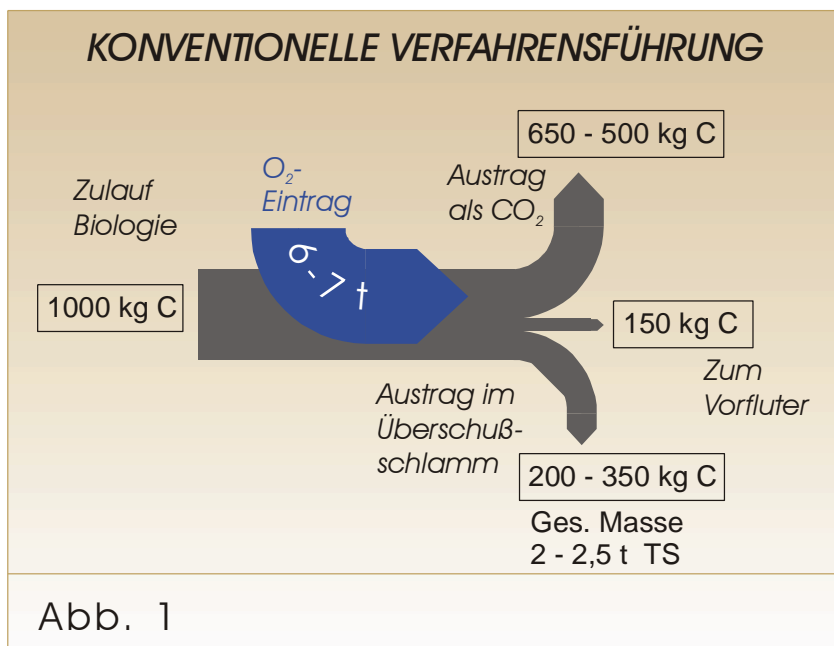 KONVENTIONELLE VERFAHRENSFÜHRUNG
650 - 500 kg C
O₂-
Eintrag
Austrag
als CO₂
Zulauf
Biologie
6 - 7 t
1000 kg C
150 kg C
Zum
Vorfluter
Austrag im
Überschuß-
schlamm
200 - 350 kg C
Ges. Masse
2 - 2,5 t TS
Abb. 1